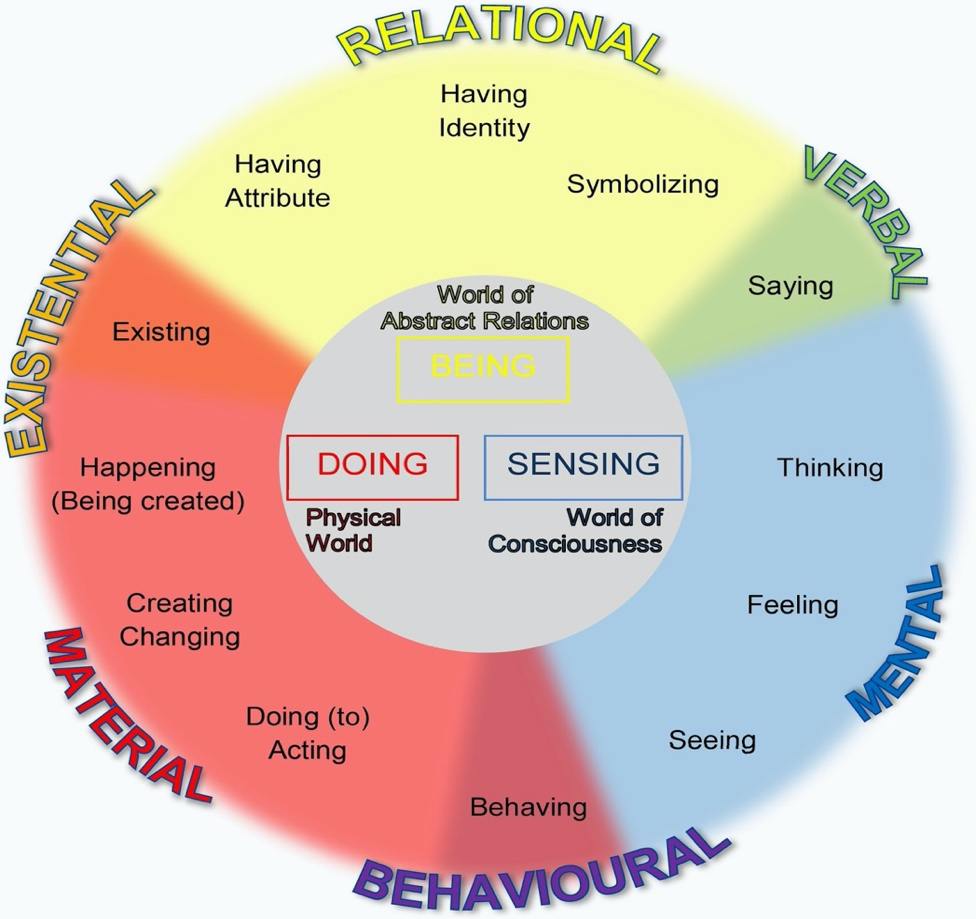 RELATIONAL
Having
Identity
Having
Attribute
Symbolizing
VERBAL
Saying
EXISTENTIAL
Existing
World of
Abstract Relations
BEING
DOING
Physical
World
SENSING
World of
Consciousness
Happening
(Being created)
Thinking
Creating
Changing
Feeling
MATERIAL
MENTAL
Doing (to)
Acting
Seeing
Behaving
BEHAVIOURAL